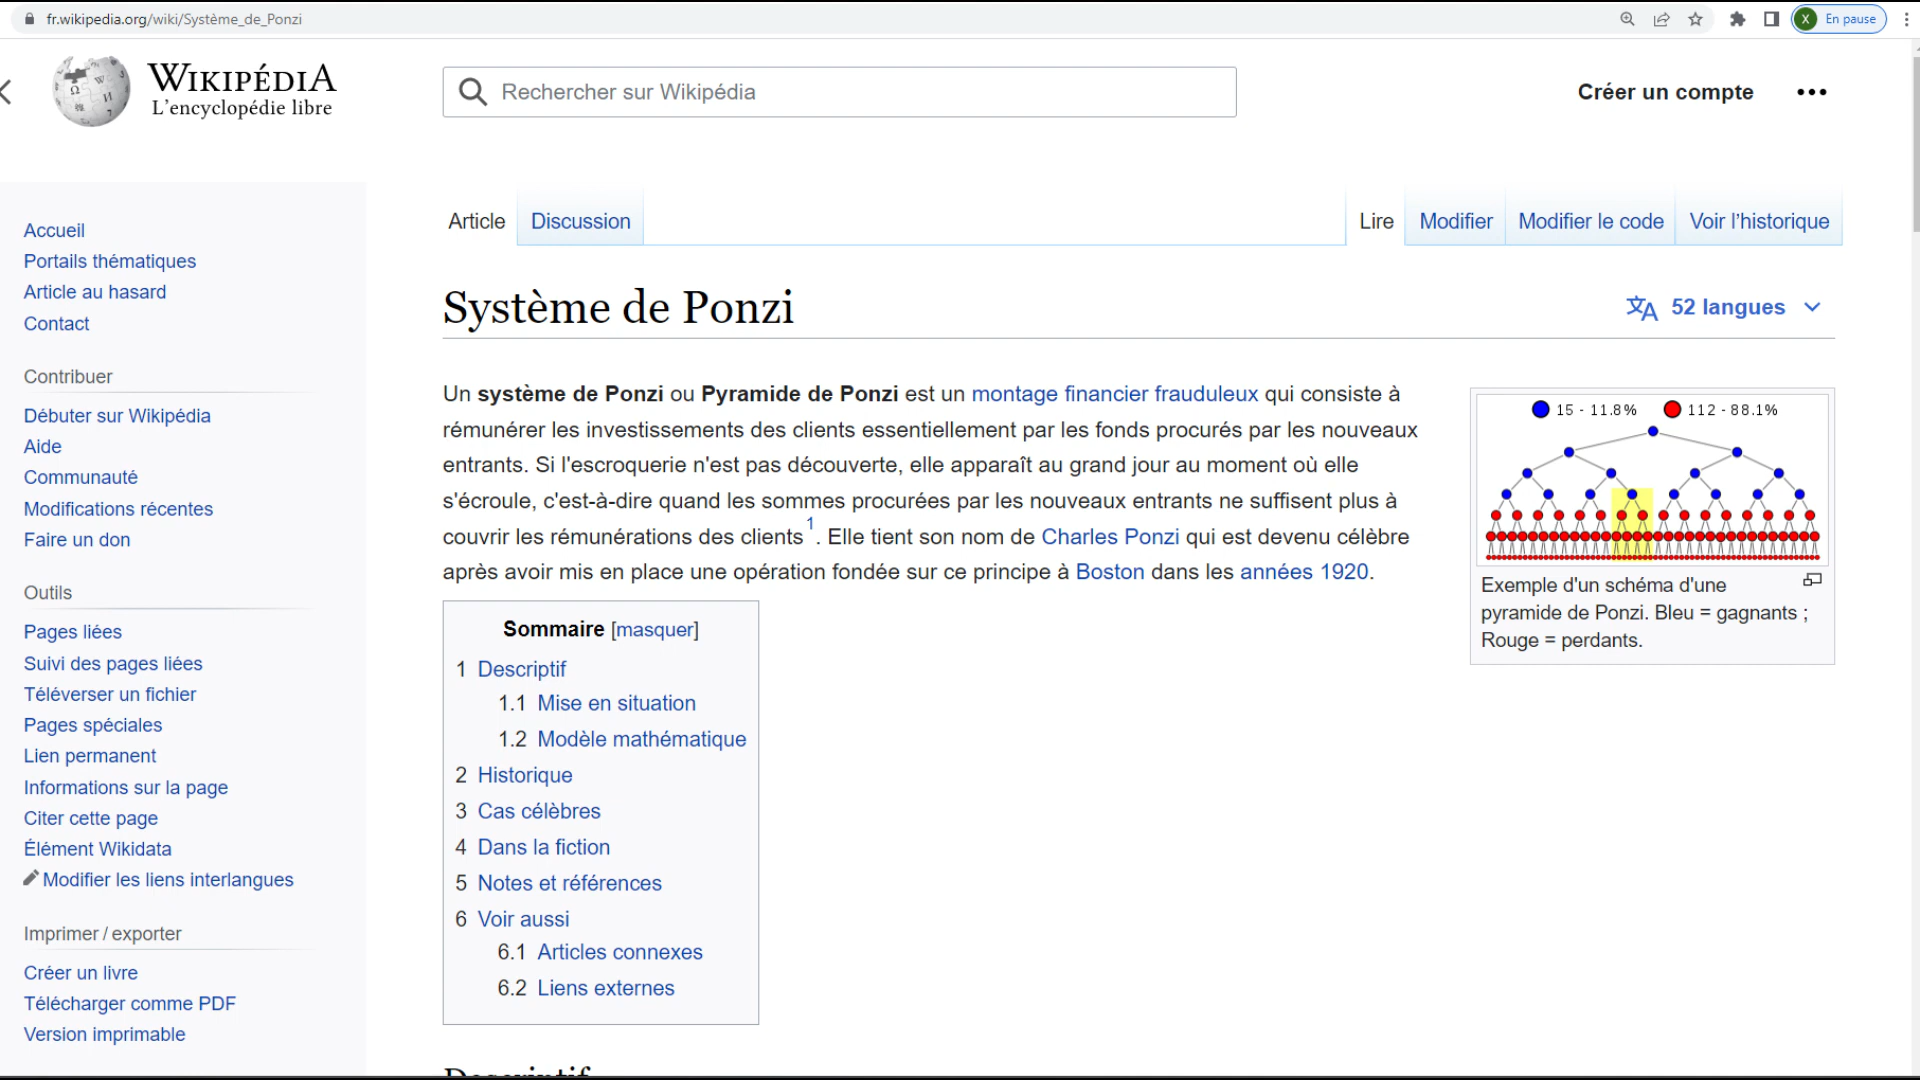 fr.wikipedia.org/wiki/Système_de_Ponzi
X En pause
WIKIPÉDIA
L'encyclopédie libre
Rechercher sur Wikipédia
Créer un compte
Accueil
Portails thématiques
Article au hasard
Contact
Contribuer
Débuter sur Wikipédia
Aide
Communauté
Modifications récentes
Faire un don
Outils
Pages liées
Suivi des pages liées
Téléverser un fichier
Pages spéciales
Lien permanent
Informations sur la page
Citer cette page
Élément Wikidata
Modifier les liens interlangues
Imprimer / exporter
Créer un livre
Télécharger comme PDF
Version imprimable
Article Discussion Lire Modifier Modifier le code Voir l’historique
Système de Ponzi
52 langues
Un système de Ponzi ou Pyramide de Ponzi est un montage financier frauduleux qui consiste à
rémunérer les investissements des clients essentiellement par les fonds procurés par les nouveaux
entrants. Si l'escroquerie n'est pas découverte, elle apparaît au grand jour au moment où elle
s'écroule, c'est-à-dire quand les sommes procurées par les nouveaux entrants ne suffisent plus à
couvrir les rémunérations des clients1. Elle tient son nom de Charles Ponzi qui est devenu célèbre
après avoir mis en place une opération fondée sur ce principe à Boston dans les années 1920.
15 - 11.8% 112 - 88.1%
Exemple d'un schéma d'une
pyramide de Ponzi. Bleu = gagnants ;
Rouge = perdants.
Sommaire [masquer]
1 Descriptif
1.1 Mise en situation
1.2 Modèle mathématique
2 Historique
3 Cas célèbres
4 Dans la fiction
5 Notes et références
6 Voir aussi
6.1 Articles connexes
6.2 Liens externes
Descriptif